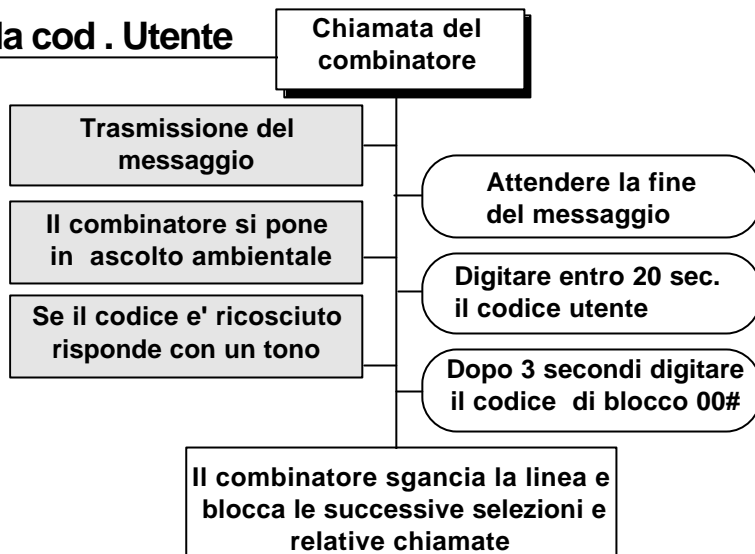 la cod . Utente
Chiamata del
combinatore
Trasmissione del
messaggio
Attendere la fine
del messaggio
Il combinatore si pone
in ascolto ambientale
Digitare entro 20 sec.
il codice utente
Se il codice e' ricosciuto
risponde con un tono
Dopo 3 secondi digitare
il codice di blocco 00#
Il combinatore sgancia la linea e
blocca le successive selezioni e
relative chiamate